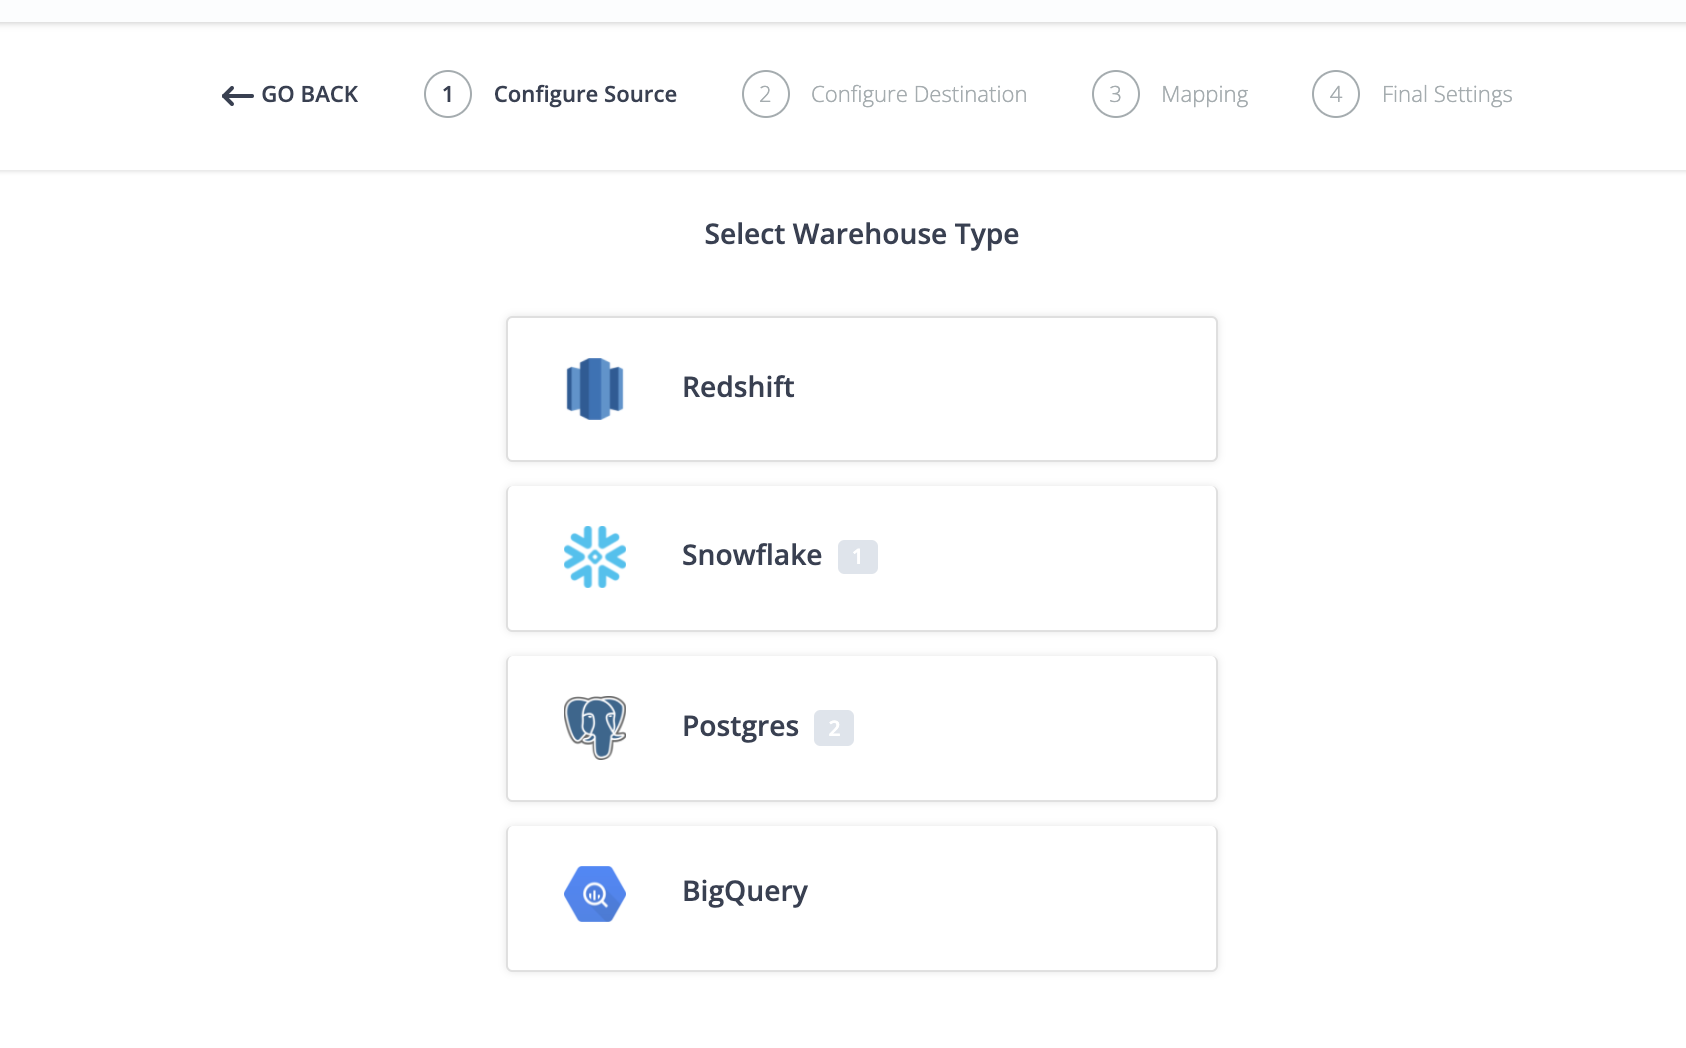 GO BACK 1 Configure Source 2 Configure Destination 3 Mapping 4 Final Settings
Select Warehouse Type
Redshift
Snowflake 1
Postgres 2
BigQuery